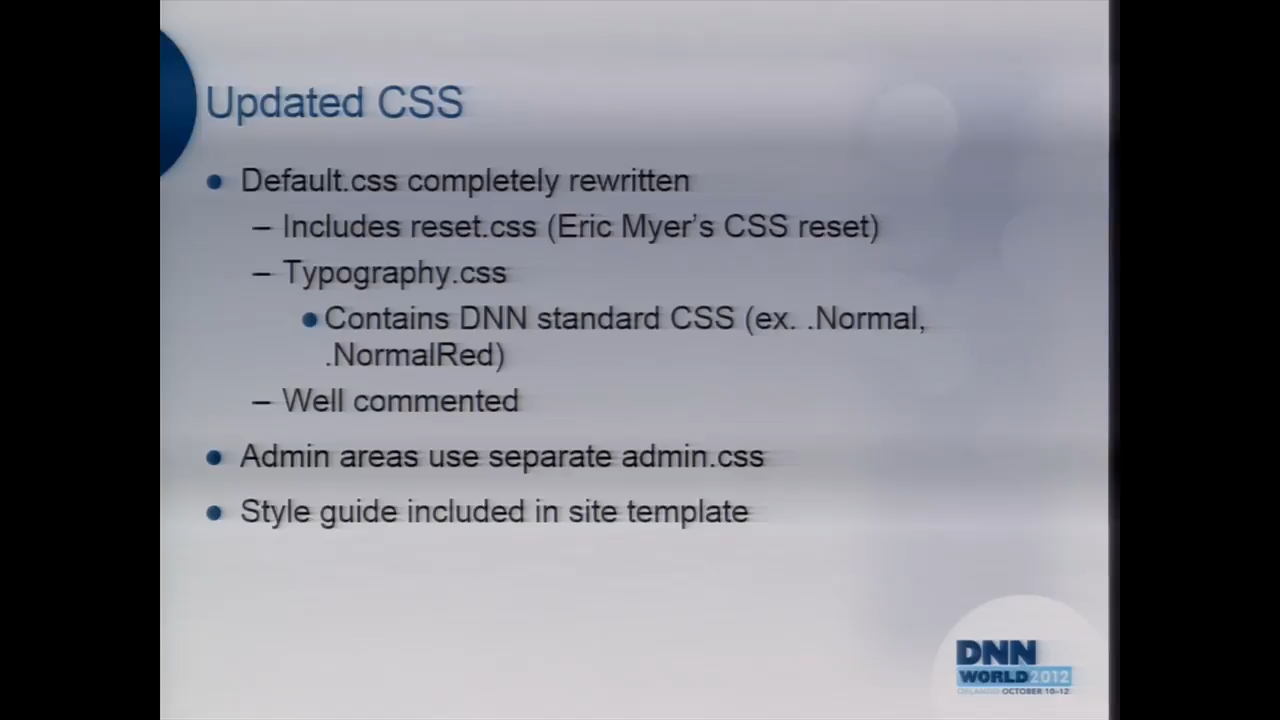 Updated CSS
• Default.css completely rewritten
– Includes reset.css (Eric Myer’s CSS reset)
– Typography.css
• Contains DNN standard CSS (ex. .Normal,
.NormalRed)
– Well commented
• Admin areas use separate admin.css
• Style guide included in site template
DNN
WORLD 2012
ORLANDO OCTOBER 10-12